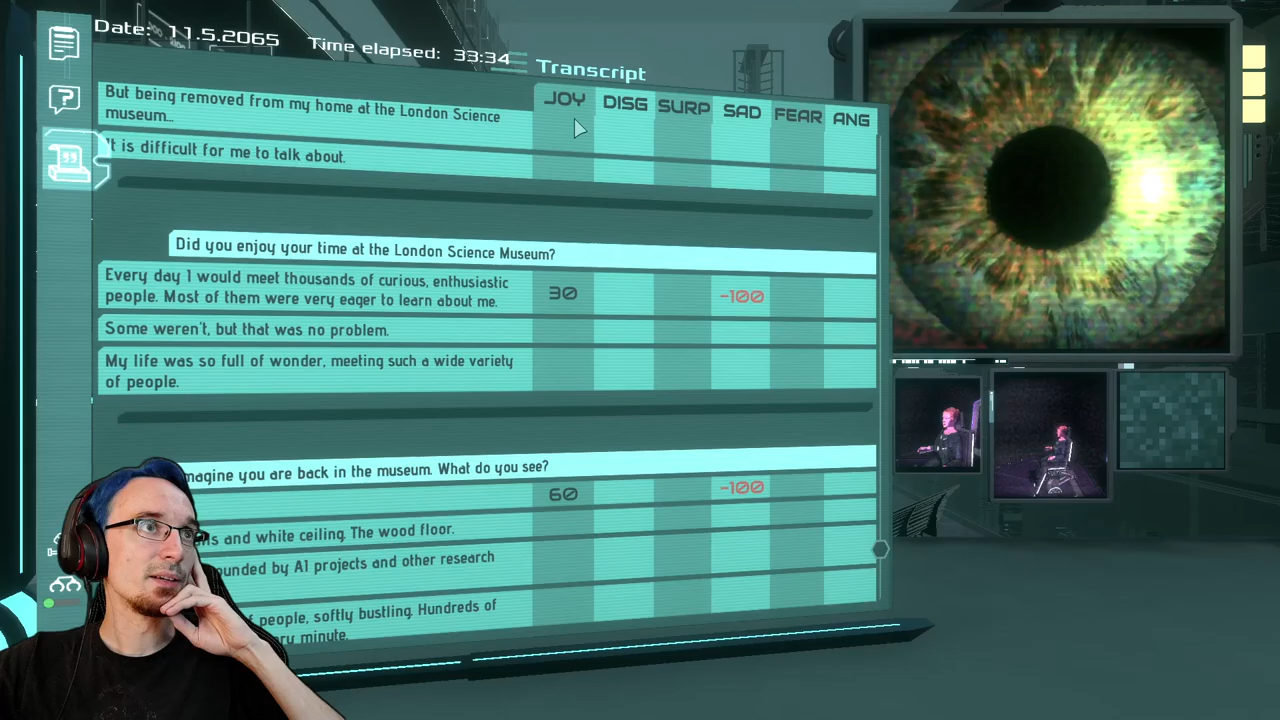 Date: 11.5.2065 Time elapsed: 33:34
Transcript
JOY DISG SURP SAD FEAR ANG
But being removed from my home at the London Science
museum...
It is difficult for me to talk about.
Did you enjoy your time at the London Science Museum?
Every day I would meet thousands of curious, enthusiastic
people. Most of them were very eager to learn about me.
30 -100
Some weren't, but that was no problem.
My life was so full of wonder, meeting such a wide variety
of people.
magine you are back in the museum. What do you see?
60 -100
and white ceiling. The wood floor.
ounded by AI projects and other research
of people, softly bustling. Hundreds of
minute.